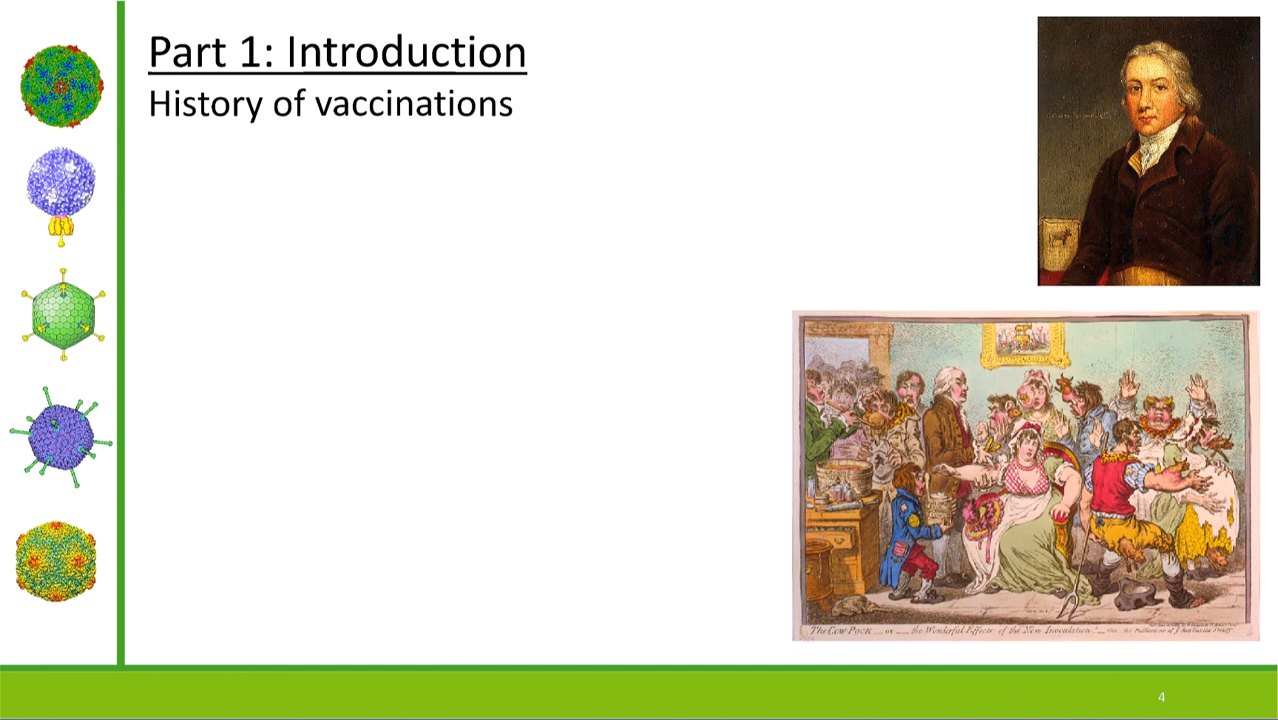 Part 1: Introduction
History of vaccinations
The Cow-Pock — or — the Wonderful Effects of the New Inoculation!
4